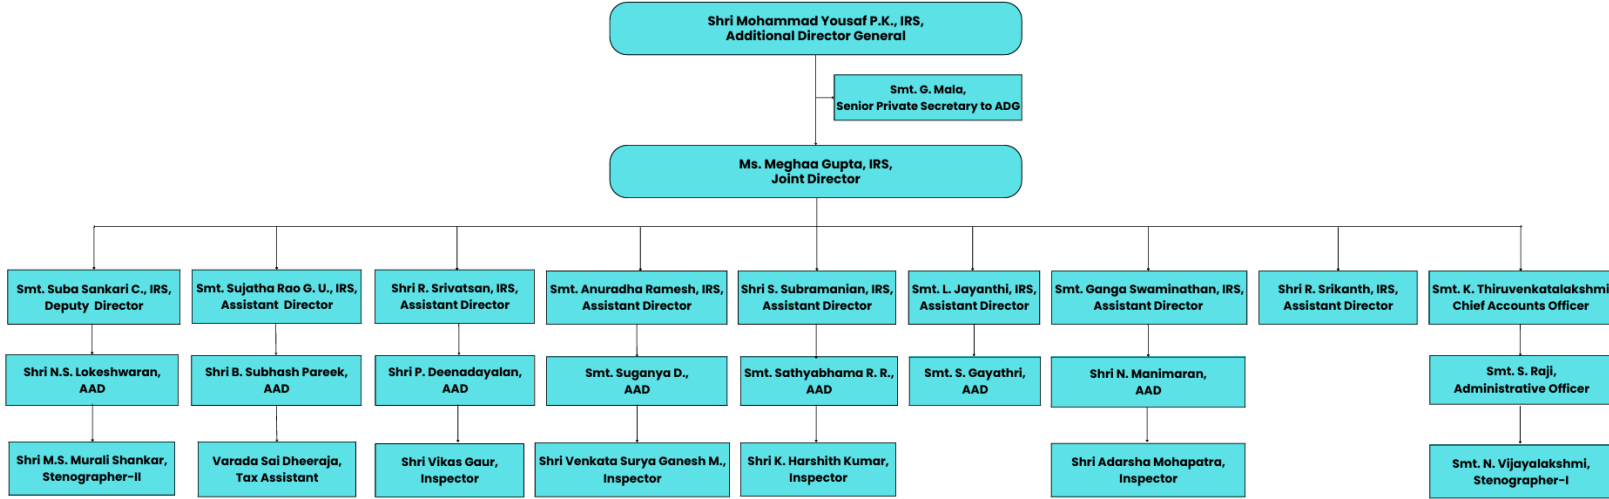 Shri Mohammad Yousaf P.K., IRS,
Additional Director General
Smt. G. Mala,
Senior Private Secretary to ADG
Ms. Meghaa Gupta, IRS,
Joint Director
Smt. Suba Sankari C., IRS,
Deputy Director
Smt. Sujatha Rao G. U., IRS,
Assistant Director
Shri R. Srivatsan, IRS,
Assistant Director
Smt. Anuradha Ramesh, IRS,
Assistant Director
Shri S. Subramanian, IRS,
Assistant Director
Smt. L. Jayanthi, IRS,
Assistant Director
Smt. Ganga Swaminathan, IRS,
Assistant Director
Shri R. Srikanth, IRS,
Assistant Director
Smt. K. Thiruvenkatalakshmi
Chief Accounts Officer
Shri N.S. Lokeshwaran,
AAD
Shri B. Subhash Pareek,
AAD
Shri P. Deenadayalan,
AAD
Smt. Suganya D.,
AAD
Smt. Sathyabhama R. R.,
AAD
Smt. S. Gayathri,
AAD
Shri N. Manimaran,
AAD
Smt. S. Raji,
Administrative Officer
Shri M.S. Murali Shankar,
Stenographer-II
Varada Sai Dheeraja,
Tax Assistant
Shri Vikas Gaur,
Inspector
Shri Venkata Surya Ganesh M.,
Inspector
Shri K. Harshith Kumar,
Inspector
Shri Adarsha Mohapatra,
Inspector
Smt. N. Vijayalakshmi,
Stenographer-I